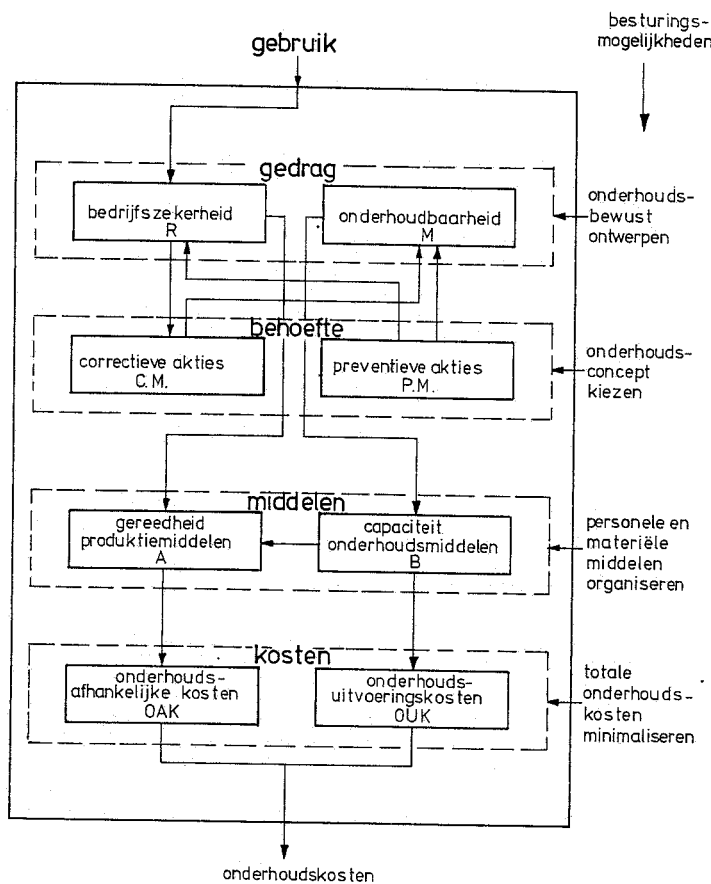 gebruik
besturings-
mogelijkheden
gedrag
bedrijfszekerheid
R
onderhoudbaarheid
M
onderhouds-
bewust
ontwerpen
behoefte
correctieve akties
C.M.
preventieve akties
P.M.
onderhouds-
concept
kiezen
middelen
gereedheid
produktiemiddelen
A
capaciteit
onderhoudsmiddelen
B
personele en
materiële
middelen
organiseren
kosten
onderhouds-
afhankelijke kosten
OAK
onderhouds-
uitvoeringskosten
OUK
totale
onderhouds-
kosten
minimaliseren
onderhoudskosten